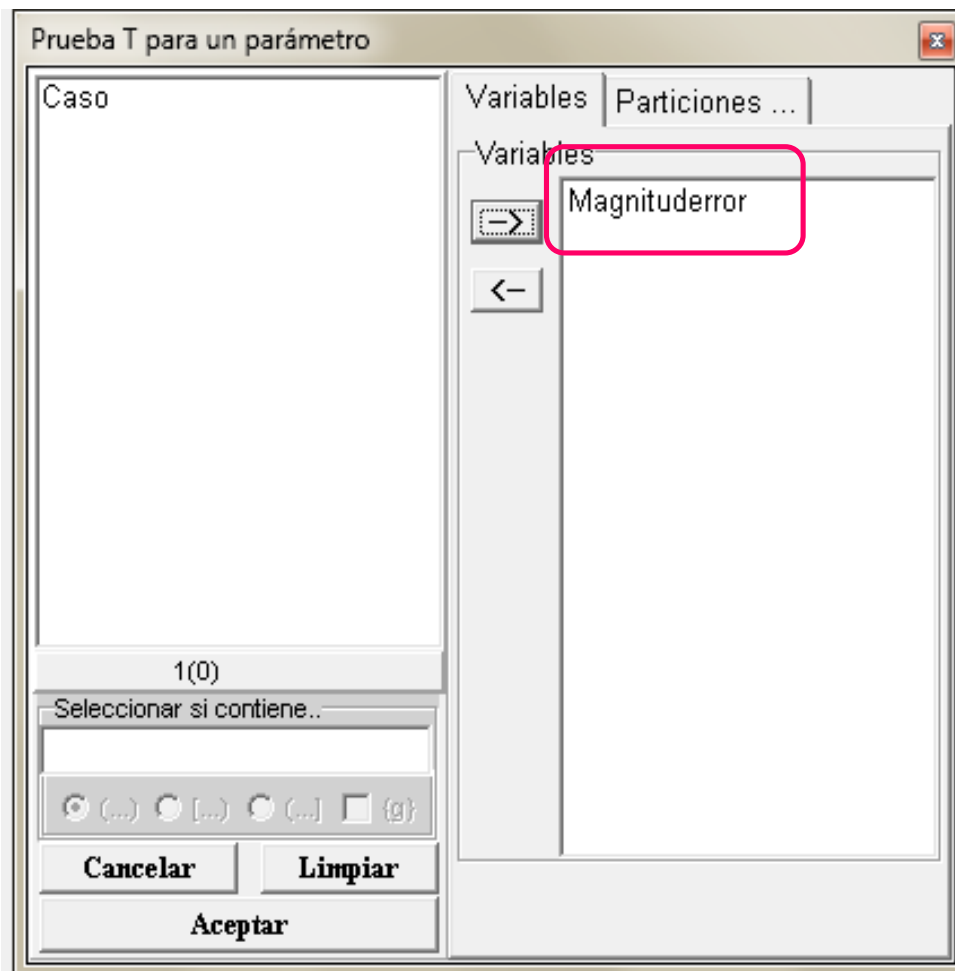 Prueba T para un parámetro
Caso
1(0)
Seleccionar si contiene..
(...) [...) (...] {g}
Cancelar Limpiar
Aceptar
Variables Particiones ...
Variables
-> Magnituderror
<-